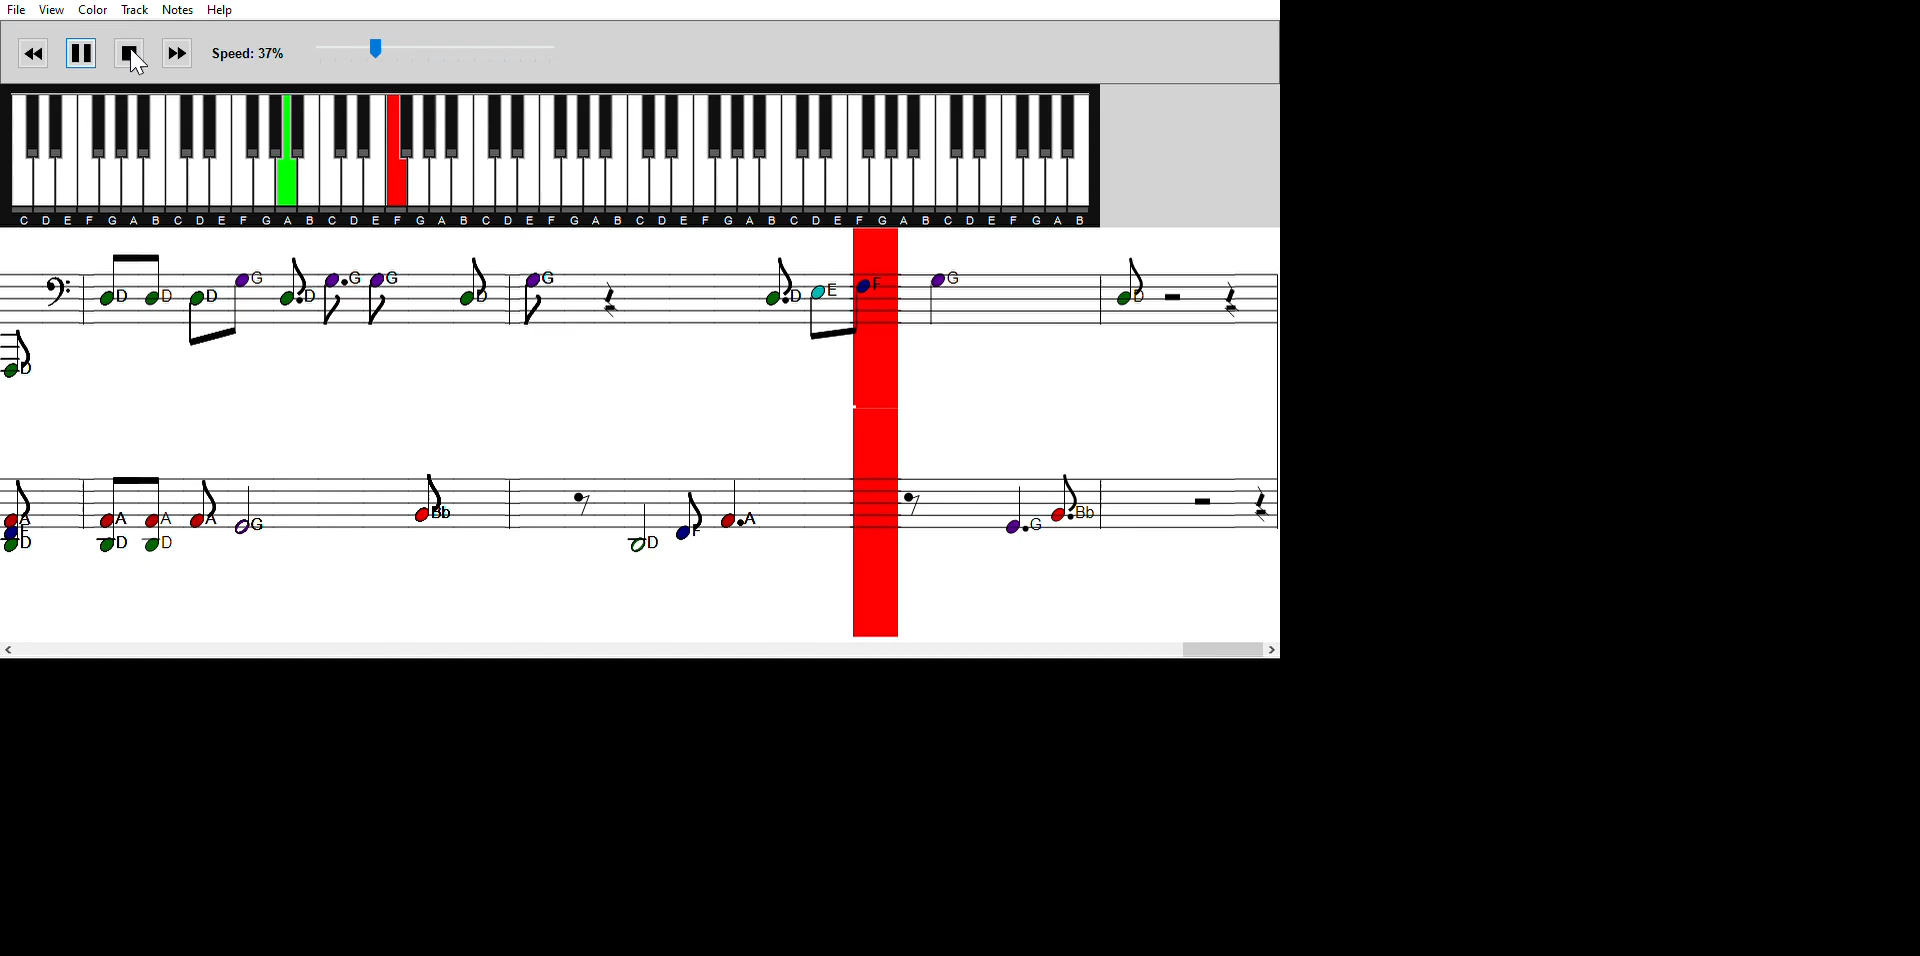 File View Color Track Notes Help
Speed: 37%
C D E F G A B C D E F G A B C D E F G A B C D E F G A B C D E F G A B C D E F G A B C D E F G A B
D D D G D G G D G D E F G D
D
A A A A G Bb D F A G Bb
F
D D D